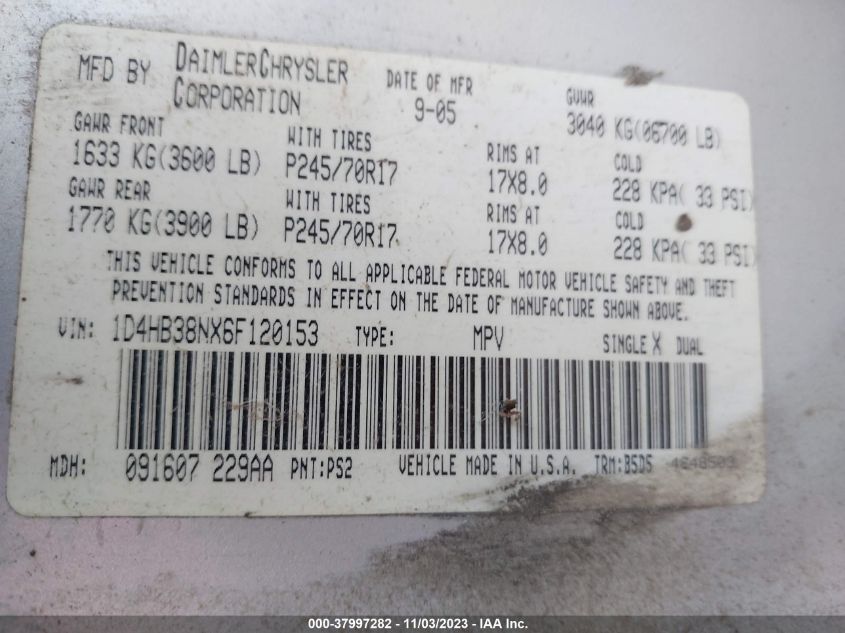 MFD BY DAIMLERCHRYSLER CORPORATION
DATE OF MFR 9-05
GVWR 3040 KG(06700 LB)
GAWR FRONT WITH TIRES RIMS AT COLD
1633 KG(3600 LB) P245/70R17 17X8.0 228 KPA( 33 PSI)
GAWR REAR WITH TIRES RIMS AT COLD
1770 KG(3900 LB) P245/70R17 17X8.0 228 KPA( 33 PSI)
THIS VEHICLE CONFORMS TO ALL APPLICABLE FEDERAL MOTOR VEHICLE SAFETY AND THEFT
PREVENTION STANDARDS IN EFFECT ON THE DATE OF MANUFACTURE SHOWN ABOVE.
VIN: 1D4HB38NX6F120153 TYPE: MPV SINGLE X DUAL
MDH: 091607 229AA PNT:PS2 VEHICLE MADE IN U.S.A. TRM:B5D5
000-37997282 - 11/03/2023 - IAA Inc.